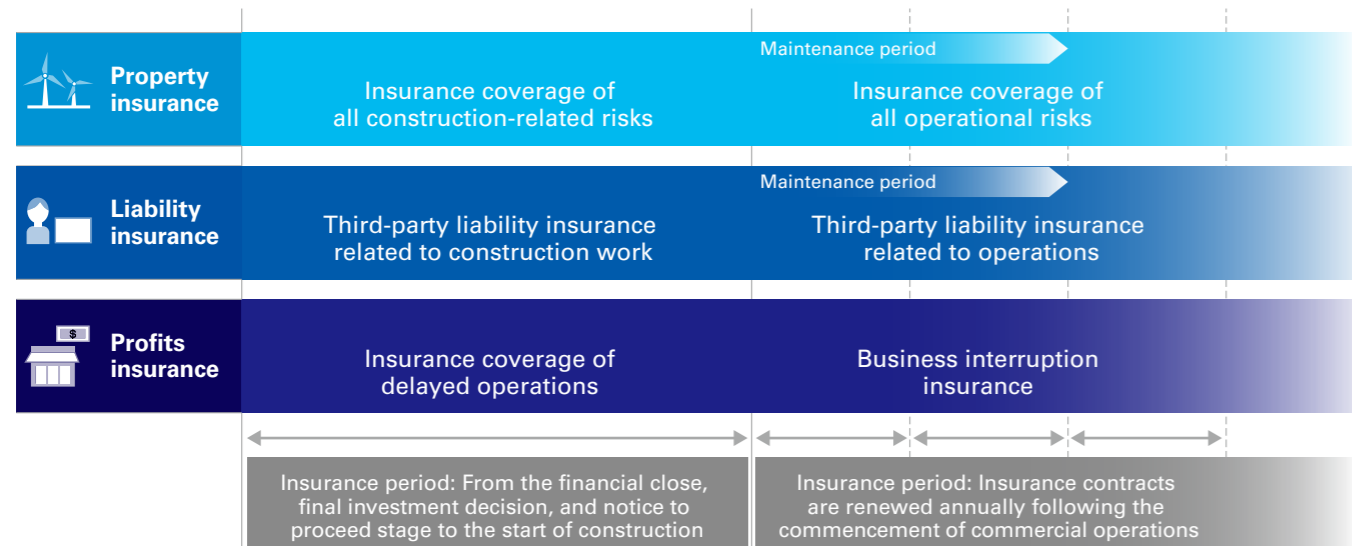 Property
insurance
Insurance coverage of
all construction-related risks
Maintenance period
Insurance coverage of
all operational risks
Liability
insurance
Third-party liability insurance
related to construction work
Maintenance period
Third-party liability insurance
related to operations
$
Profits
insurance
Insurance coverage of
delayed operations
Business interruption
insurance
Insurance period: From the financial close,
final investment decision, and notice to
proceed stage to the start of construction
Insurance period: Insurance contracts
are renewed annually following the
commencement of commercial operations